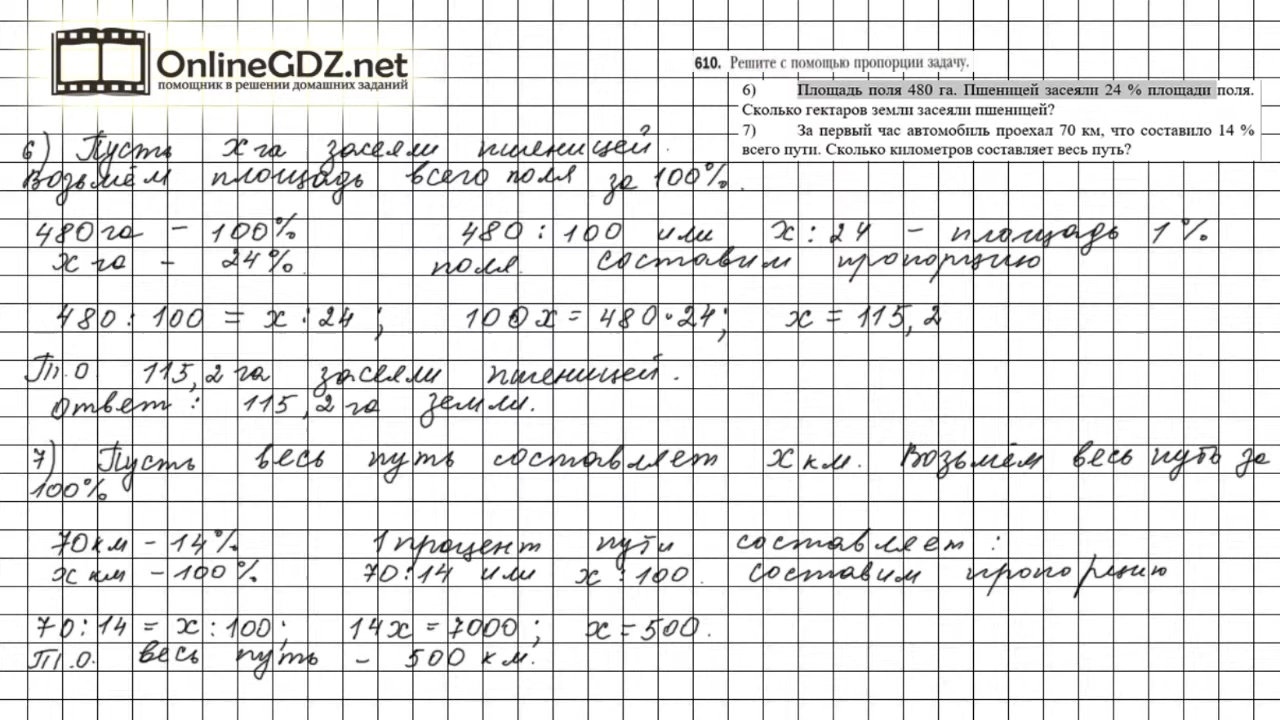 OnlineGDZ.net
помощник в решении домашних заданий
610. Решите с помощью пропорции задачу.
6) Площадь поля 480 га. Пшеницей засеяли 24 % площади поля.
Сколько гектаров земли засеяли пшеницей?
7) За первый час автомобиль проехал 70 км, что составило 14 %
всего пути. Сколько километров составляет весь путь?
6) Пусть х га засеяли пшеницей.
Возьмём площадь всего поля за 100%.
480 га - 100% 480 : 100 или х : 24 - площадь 1%
х га - 24%. поля. составим пропорцию
480 : 100 = х : 24 ; 100х = 480·24; х = 115,2
Т.О 115,2 га засеяли пшеницей.
Ответ : 115,2 га земли.
7) Пусть весь путь составляет х км. Возьмём весь путь за
100%
70 км - 14% 1 процент пути составляет :
х км - 100% 70:14 или х : 100. составим пропорцию
70 : 14 = х : 100; 14х = 7000 ; х = 500.
Т.О. весь путь - 500 км.